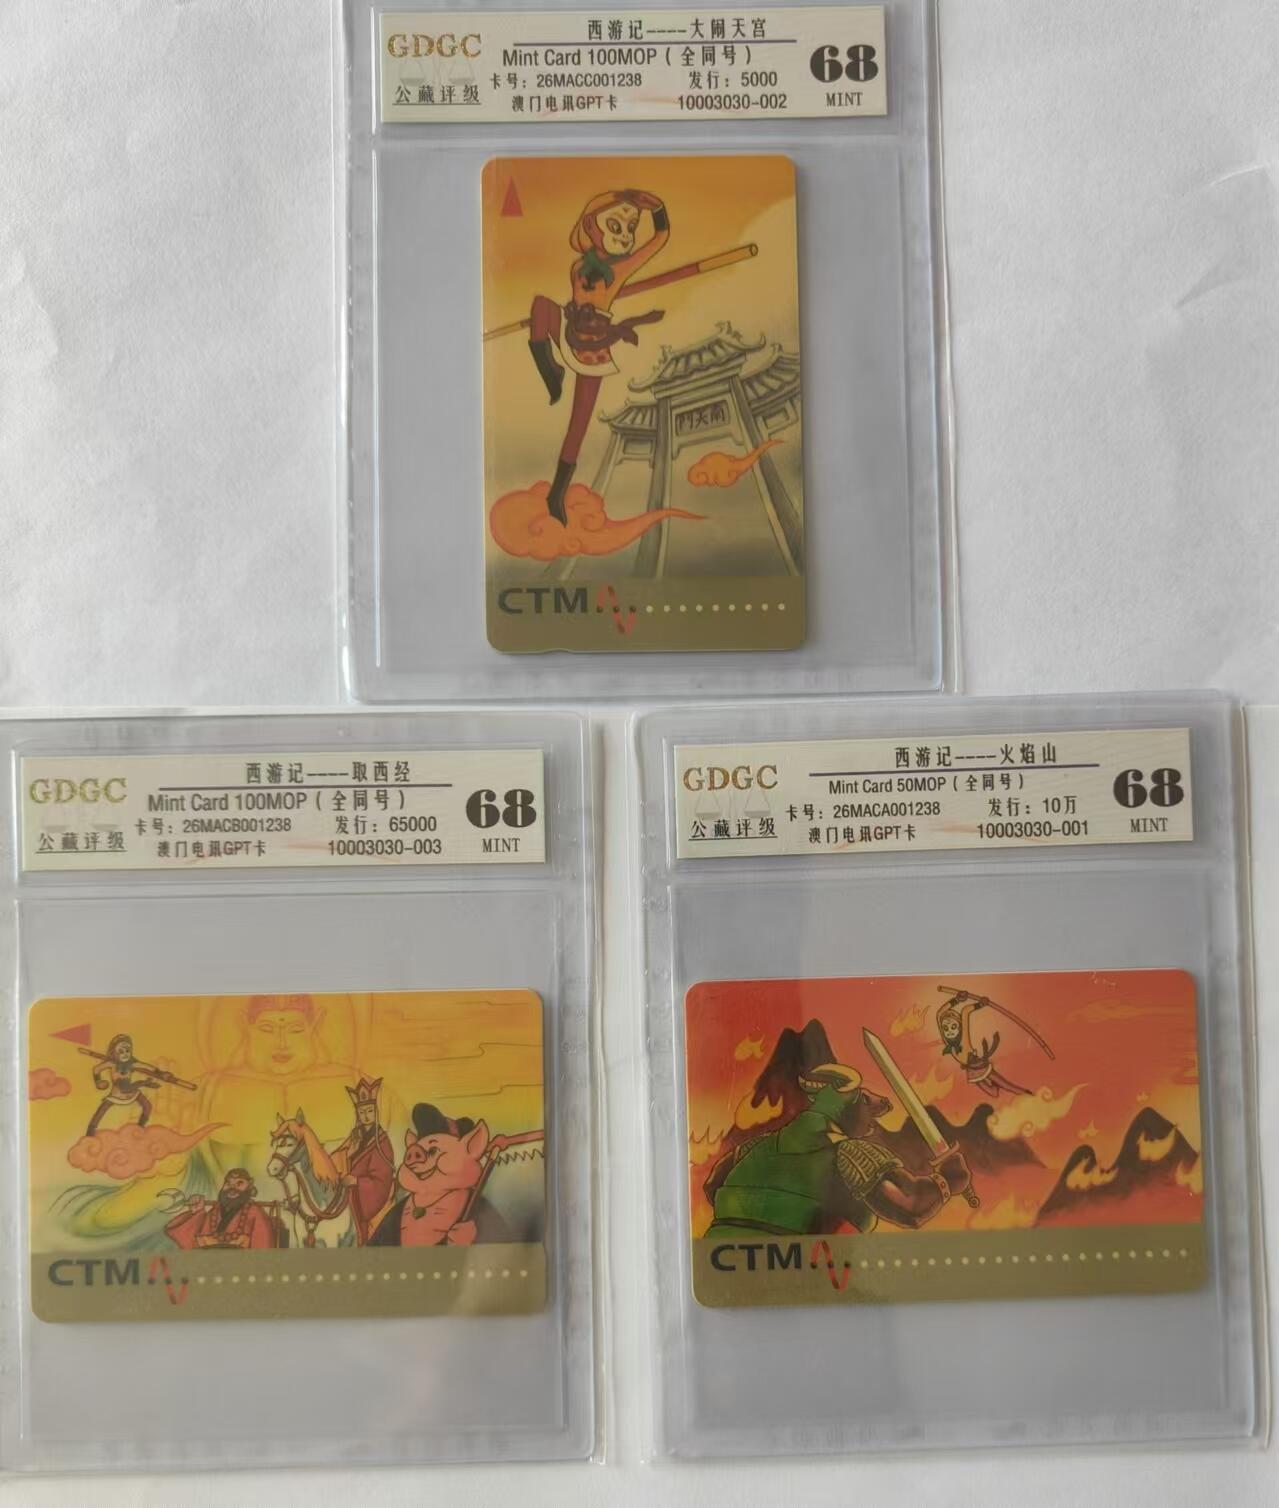 GDGC
公藏评级
西游记----大闹天宫
Mint Card 100MOP（全同号）
卡号：26MACC001238 发行：5000
澳门电讯GPT卡 10003030-002
68
MINT
南天門
CTM
GDGC
公藏评级
西游记----取西经
Mint Card 100MOP（全同号）
卡号：26MACB001238 发行：65000
澳门电讯GPT卡 10003030-003
68
MINT
CTM
GDGC
公藏评级
西游记----火焰山
Mint Card 50MOP（全同号）
卡号：26MACA001238 发行：10万
澳门电讯GPT卡 10003030-001
68
MINT
CTM